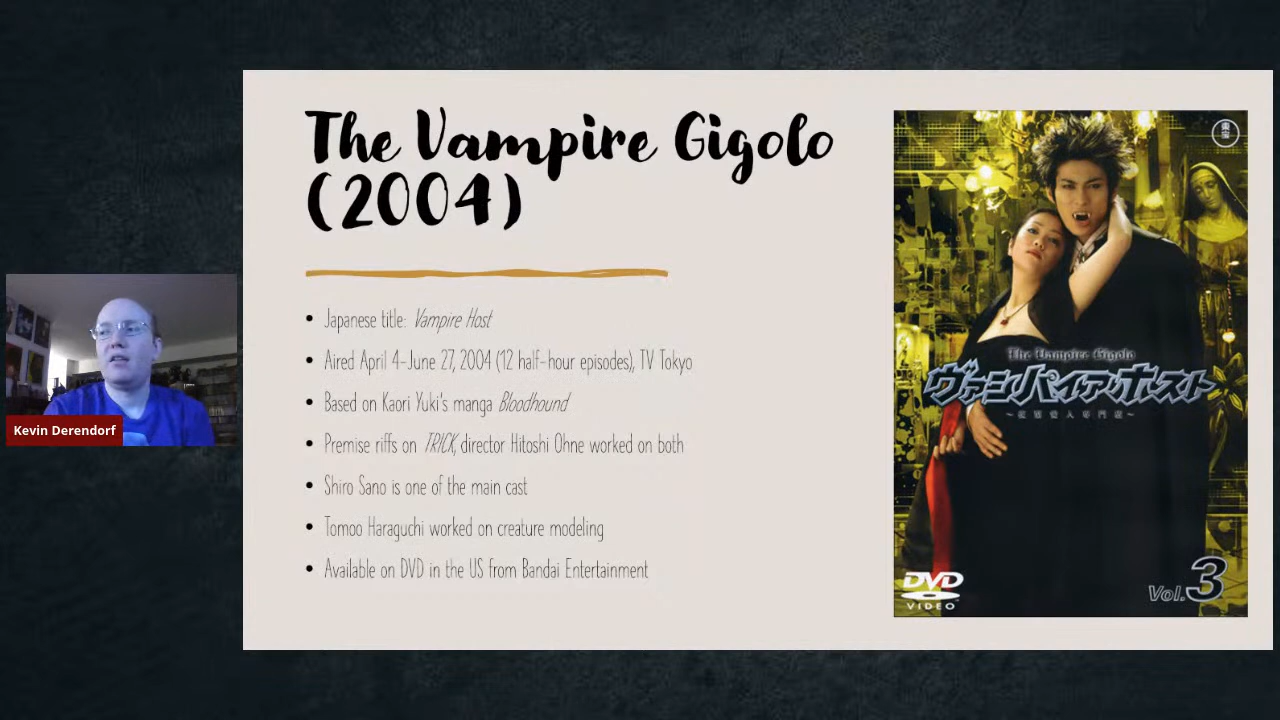 The Vampire Gigolo
(2004)
• Japanese title: Vampire Host
• Aired April 4-June 27, 2004 (12 half-hour episodes), TV Tokyo
• Based on Kaori Yuki's manga Bloodhound
• Premise riffs on TRICK, director Hitoshi Ohne worked on both
• Shiro Sano is one of the main cast
• Tomoo Haraguchi worked on creature modeling
• Available on DVD in the US from Bandai Entertainment
Kevin Derendorf
The Vampire Gigolo
ヴァンパイアホスト
DVD
VIDEO
Vol.3